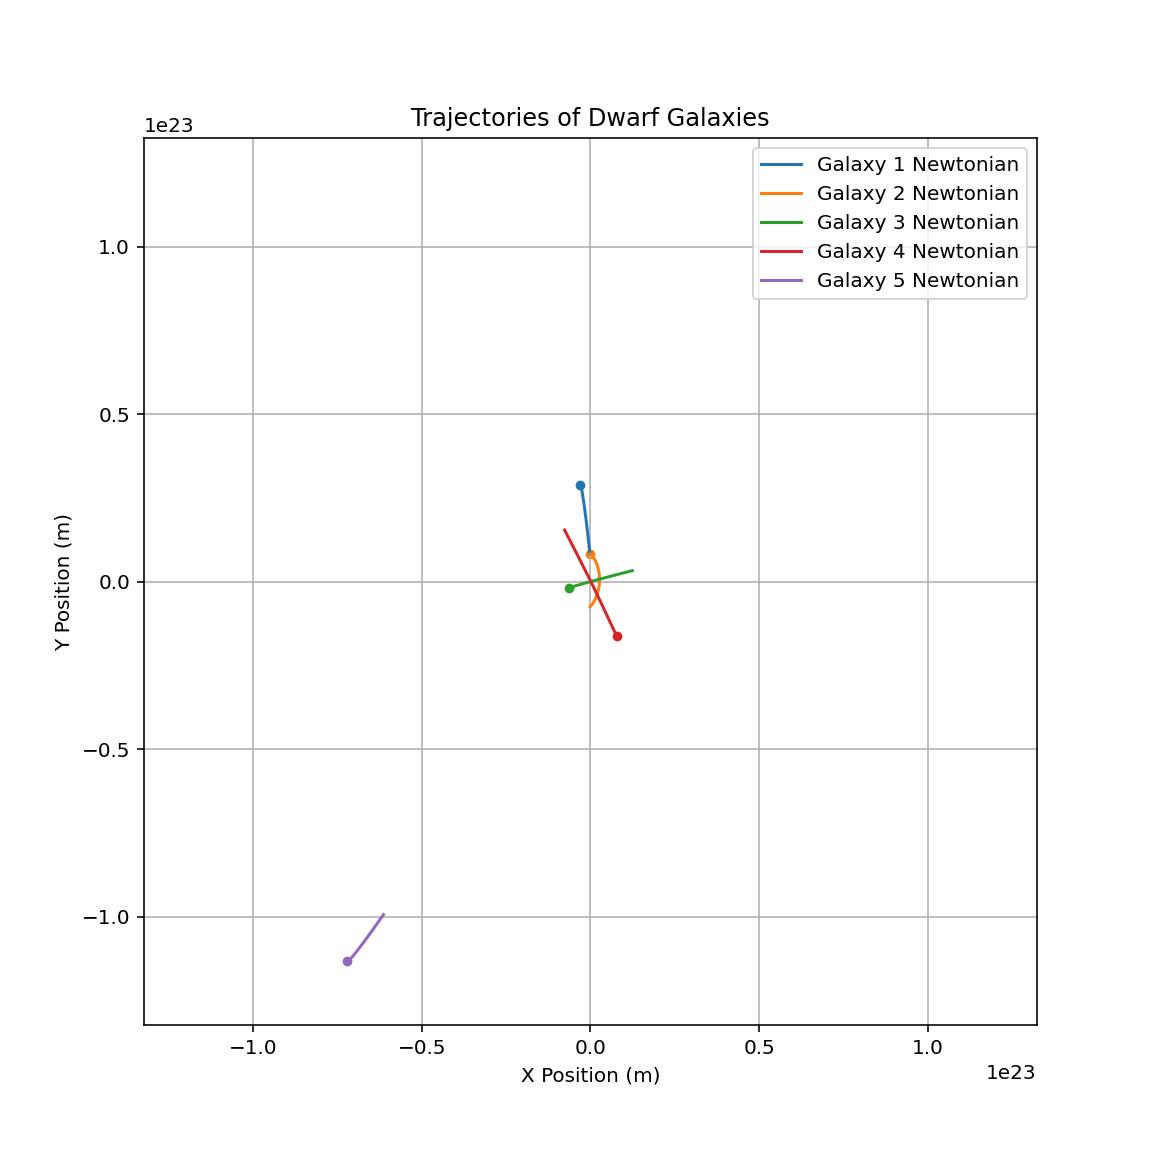 Trajectories of Dwarf Galaxies
1e23
Galaxy 1 Newtonian
Galaxy 2 Newtonian
Galaxy 3 Newtonian
Galaxy 4 Newtonian
Galaxy 5 Newtonian
1.0
0.5
0.0
−0.5
−1.0
Y Position (m)
−1.0 −0.5 0.0 0.5 1.0
1e23
X Position (m)